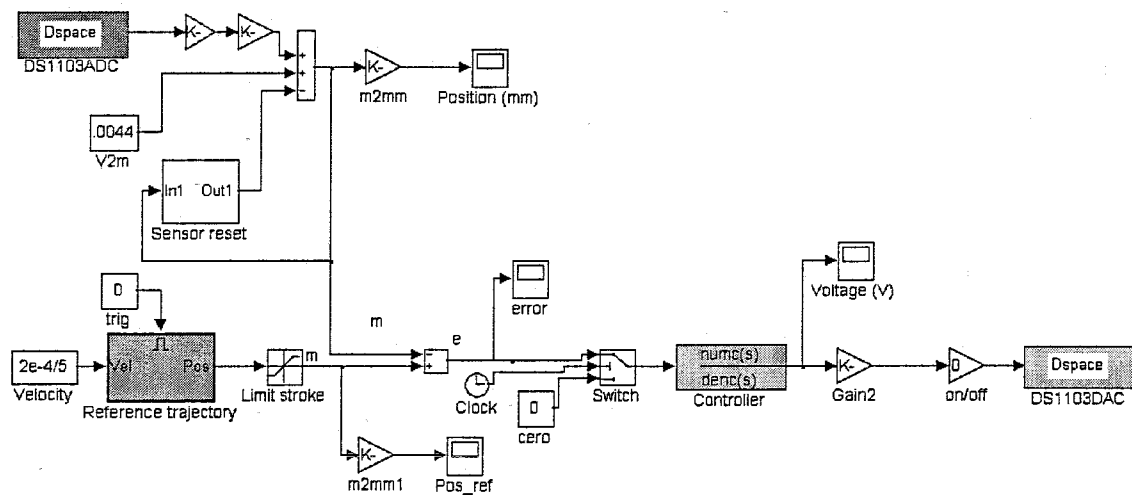 Dspace
DS1103ADC
K-
K-
+
+
−
K-
m2mm
Position (mm)
.0044
V2m
In1 Out1
Sensor reset
0
trig
2e-4/5
Velocity
Vel Pos
Reference trajectory
m
Limit stroke
m
−
+
e
error
Clock
0
cero
Switch
numc(s)
denc(s)
Controller
Voltage (V)
K-
Gain2
0
on/off
Dspace
DS1103DAC
K-
m2mm1
Pos_ref